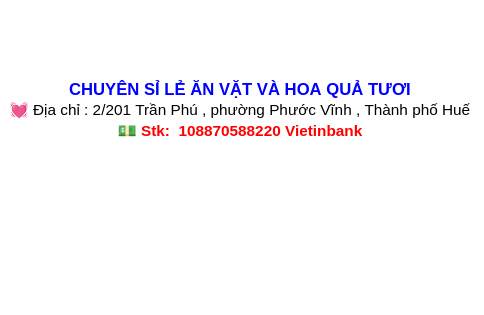 CHUYÊN SỈ LẺ ĂN VẶT VÀ HOA QUẢ TƯƠI
💓 Địa chỉ : 2/201 Trần Phú , phường Phước Vĩnh , Thành phố Huế
💵 Stk:  108870588220 Vietinbank